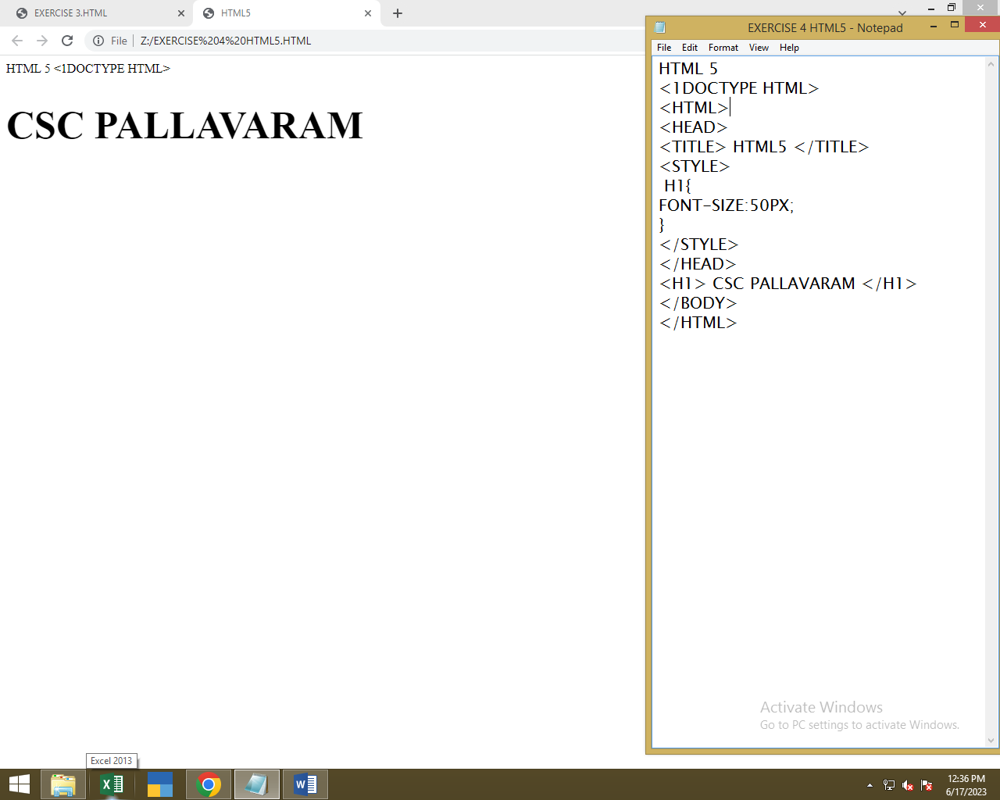 EXERCISE 3.HTML
HTML5
File
Z:/EXERCISE%204%20HTML5.HTML
HTML 5 <1DOCTYPE HTML>
CSC PALLAVARAM
EXERCISE 4 HTML5 - Notepad
File Edit Format View Help
HTML 5
<1DOCTYPE HTML>
<HTML>
<HEAD>
<TITLE> HTML5 </TITLE>
<STYLE>
H1{
FONT-SIZE:50PX;
}
</STYLE>
</HEAD>
<H1> CSC PALLAVARAM </H1>
</BODY>
</HTML>
Activate Windows
Go to PC settings to activate Windows.
Excel 2013
12:36 PM
6/17/2023